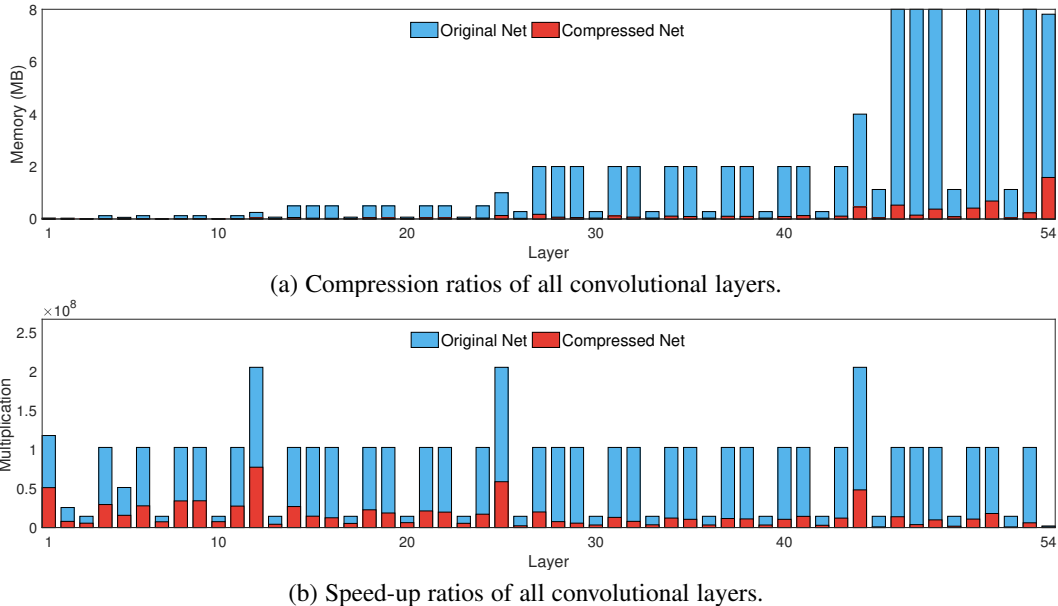 8
6
4
2
0
Memory (MB)
Original Net Compressed Net
1 10 20 30 40 54
Layer
(a) Compression ratios of all convolutional layers.
×10⁸
2.5
2
1.5
1
0.5
0
Multiplication
Original Net Compressed Net
1 10 20 30 40 54
Layer
(b) Speed-up ratios of all convolutional layers.